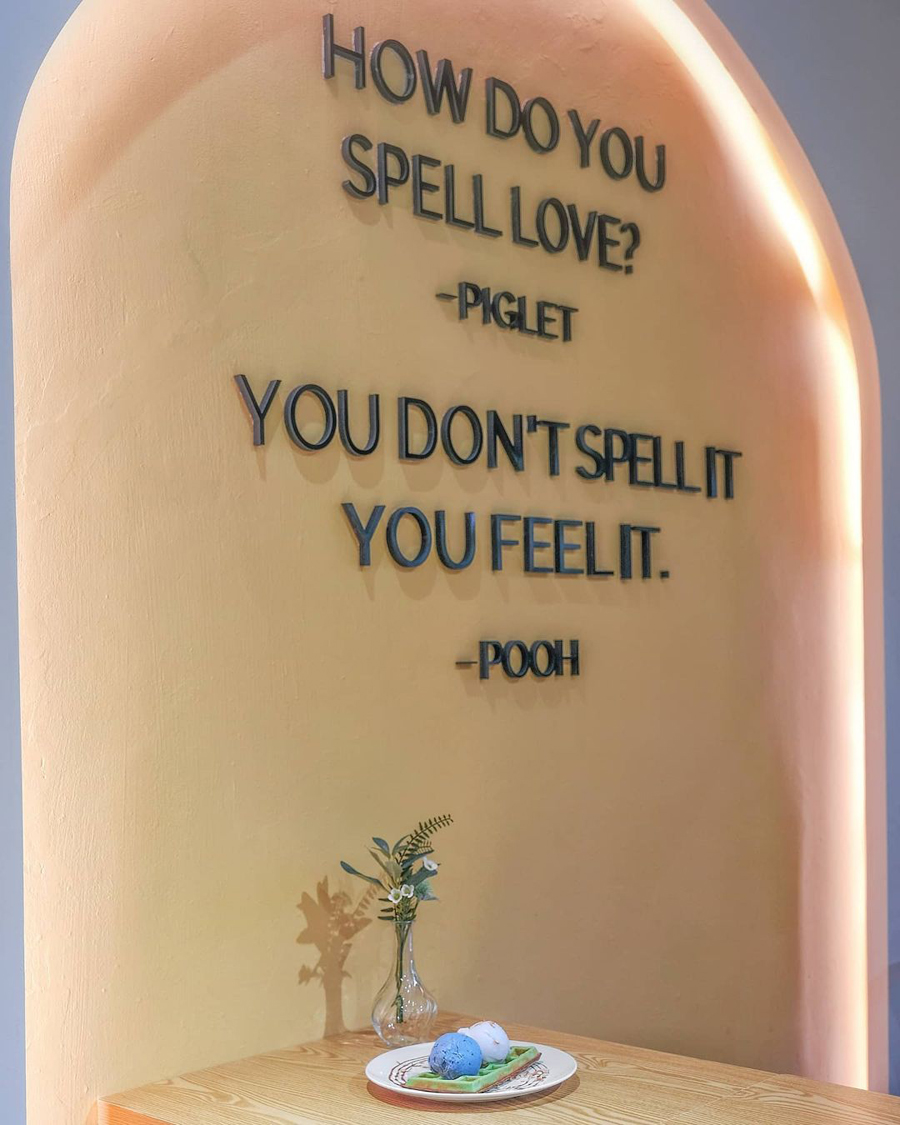 HOW DO YOU
SPELL LOVE?
-PIGLET
YOU DON'T SPELL IT
YOU FEEL IT.
-POOH